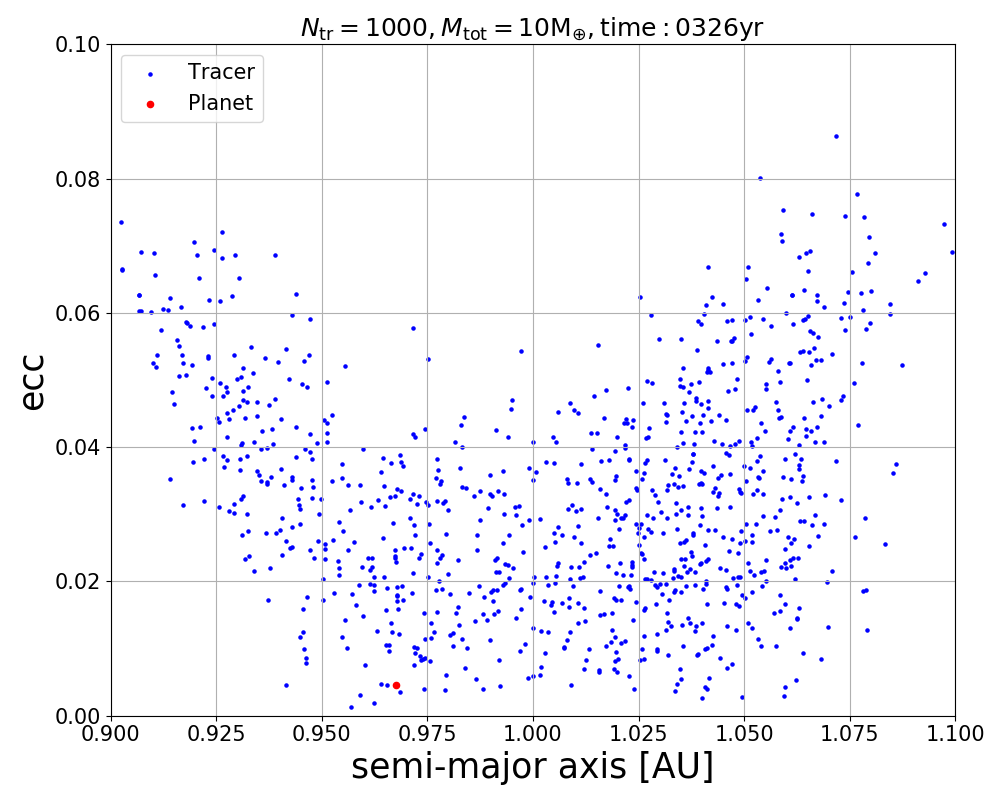 N_tr = 1000, M_tot = 10M_⊕, time : 0326yr
Tracer
Planet
ecc
0.10
0.08
0.06
0.04
0.02
0.00
0.900 0.925 0.950 0.975 1.000 1.025 1.050 1.075 1.100
semi-major axis [AU]